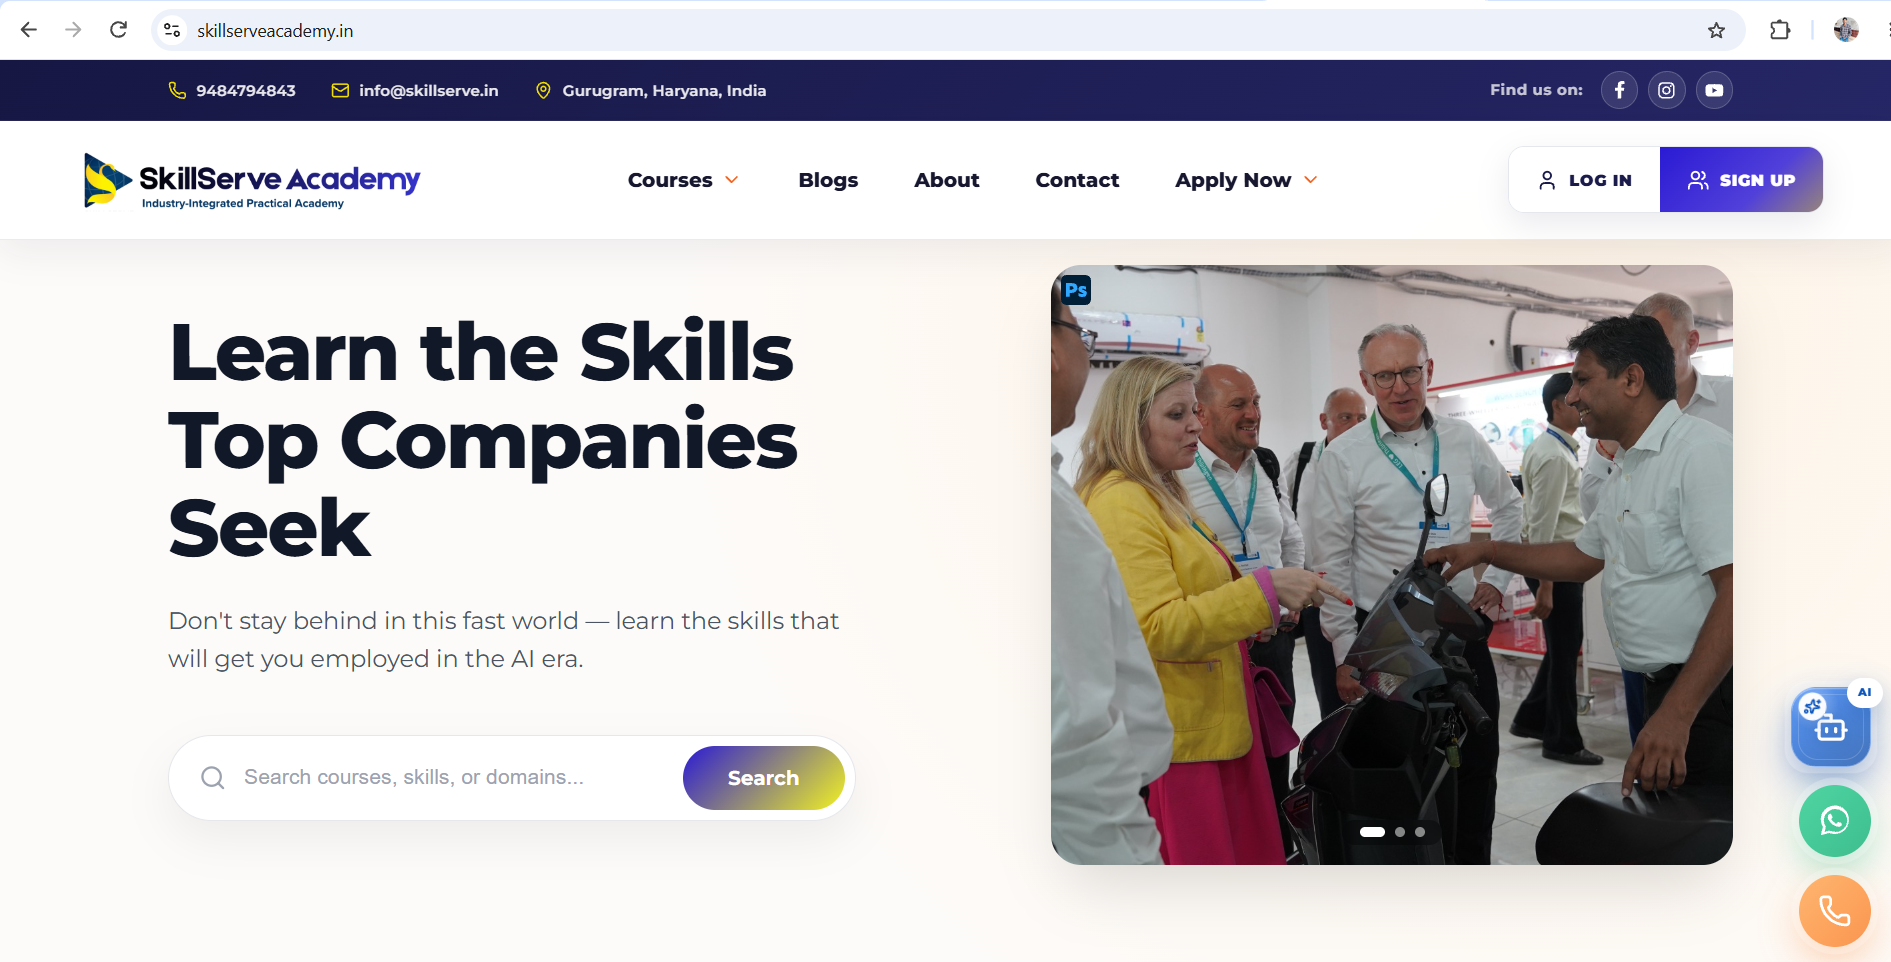 skillserveacademy.in
9484794843
info@skillserve.in
Gurugram, Haryana, India
Find us on:
SkillServe Academy
Industry-Integrated Practical Academy
Courses
Blogs
About
Contact
Apply Now
LOG IN
SIGN UP
Learn the Skills
Top Companies
Seek
Don't stay behind in this fast world — learn the skills that
will get you employed in the AI era.
Search courses, skills, or domains...
Search
Ps
AI